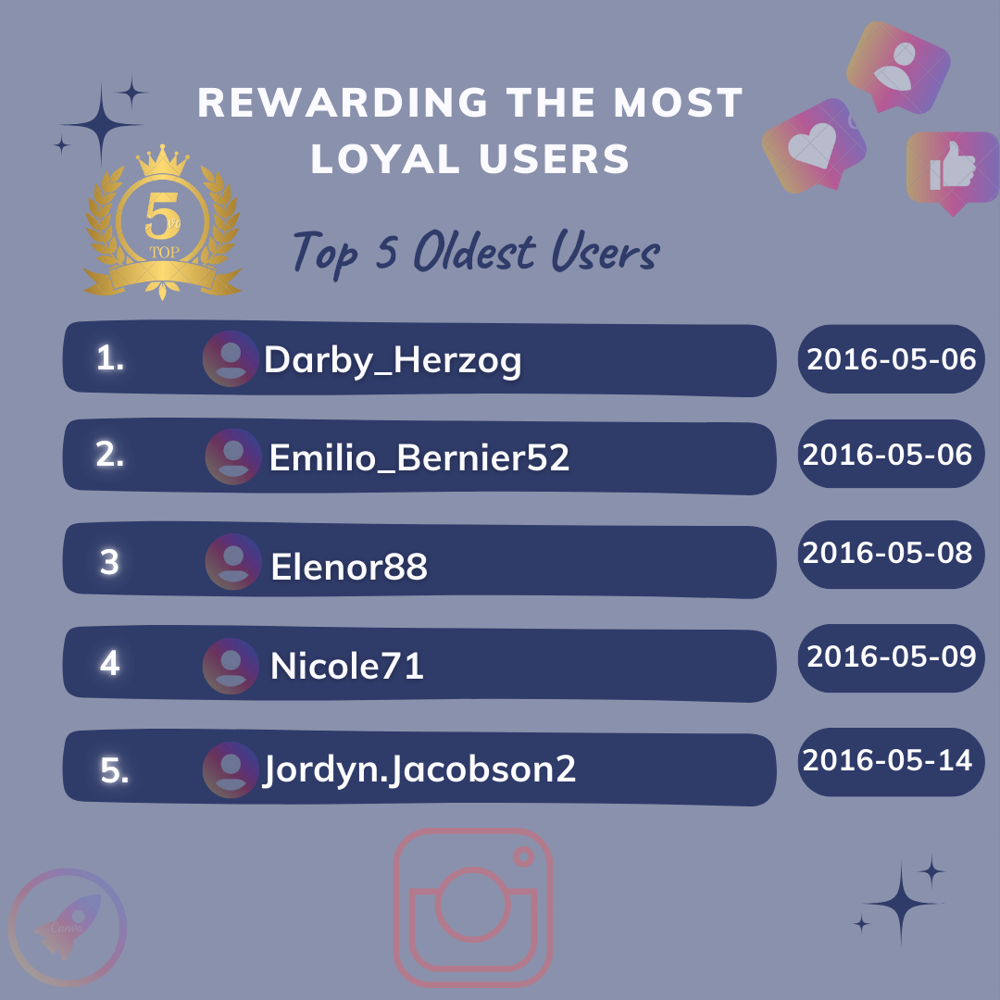 REWARDING THE MOST
LOYAL USERS
5
TOP
Top 5 Oldest Users
1. Darby_Herzog 2016-05-06
2. Emilio_Bernier52 2016-05-06
3 Elenor88 2016-05-08
4 Nicole71 2016-05-09
5. Jordyn.Jacobson2 2016-05-14
Canva